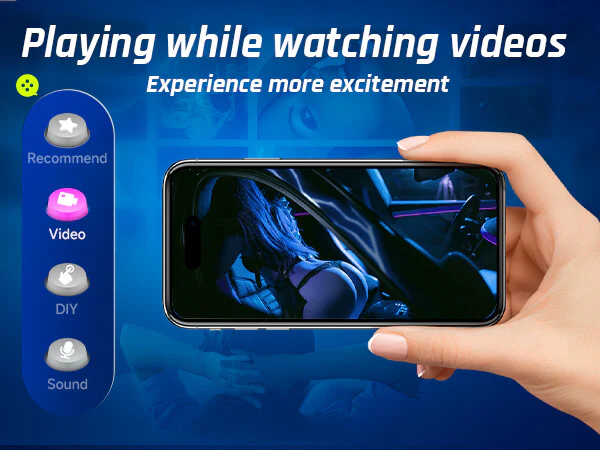 Playing while watching videos
Experience more excitement
Recommend
Video
DIY
Sound